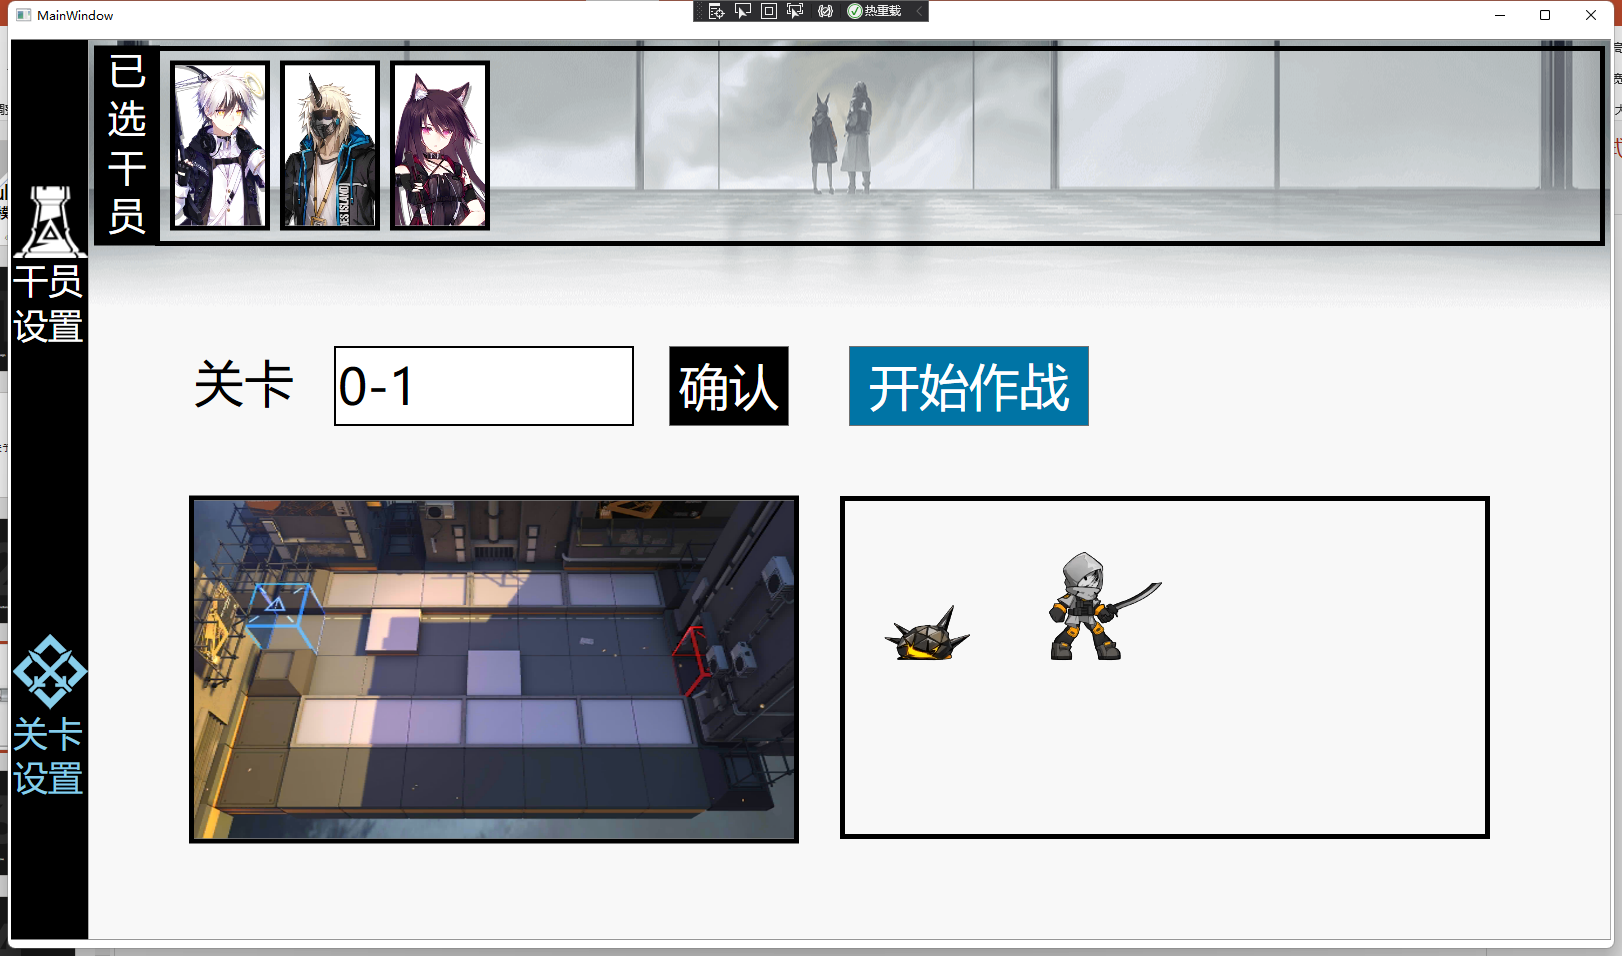 MainWindow
热重载
已
选
干
员
干员
设置
关卡
0-1
确认
开始作战
关卡
设置